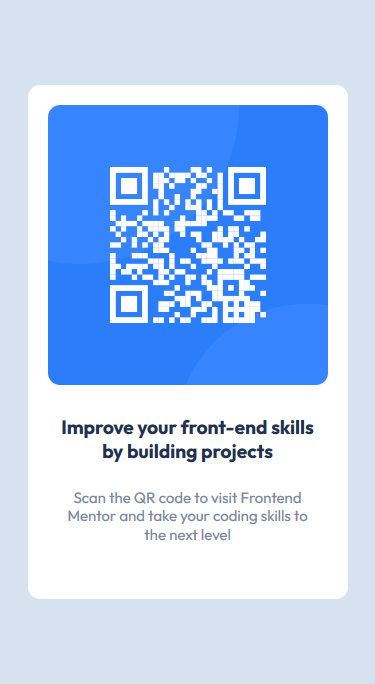 Improve your front-end skills
by building projects
Scan the QR code to visit Frontend
Mentor and take your coding skills to
the next level